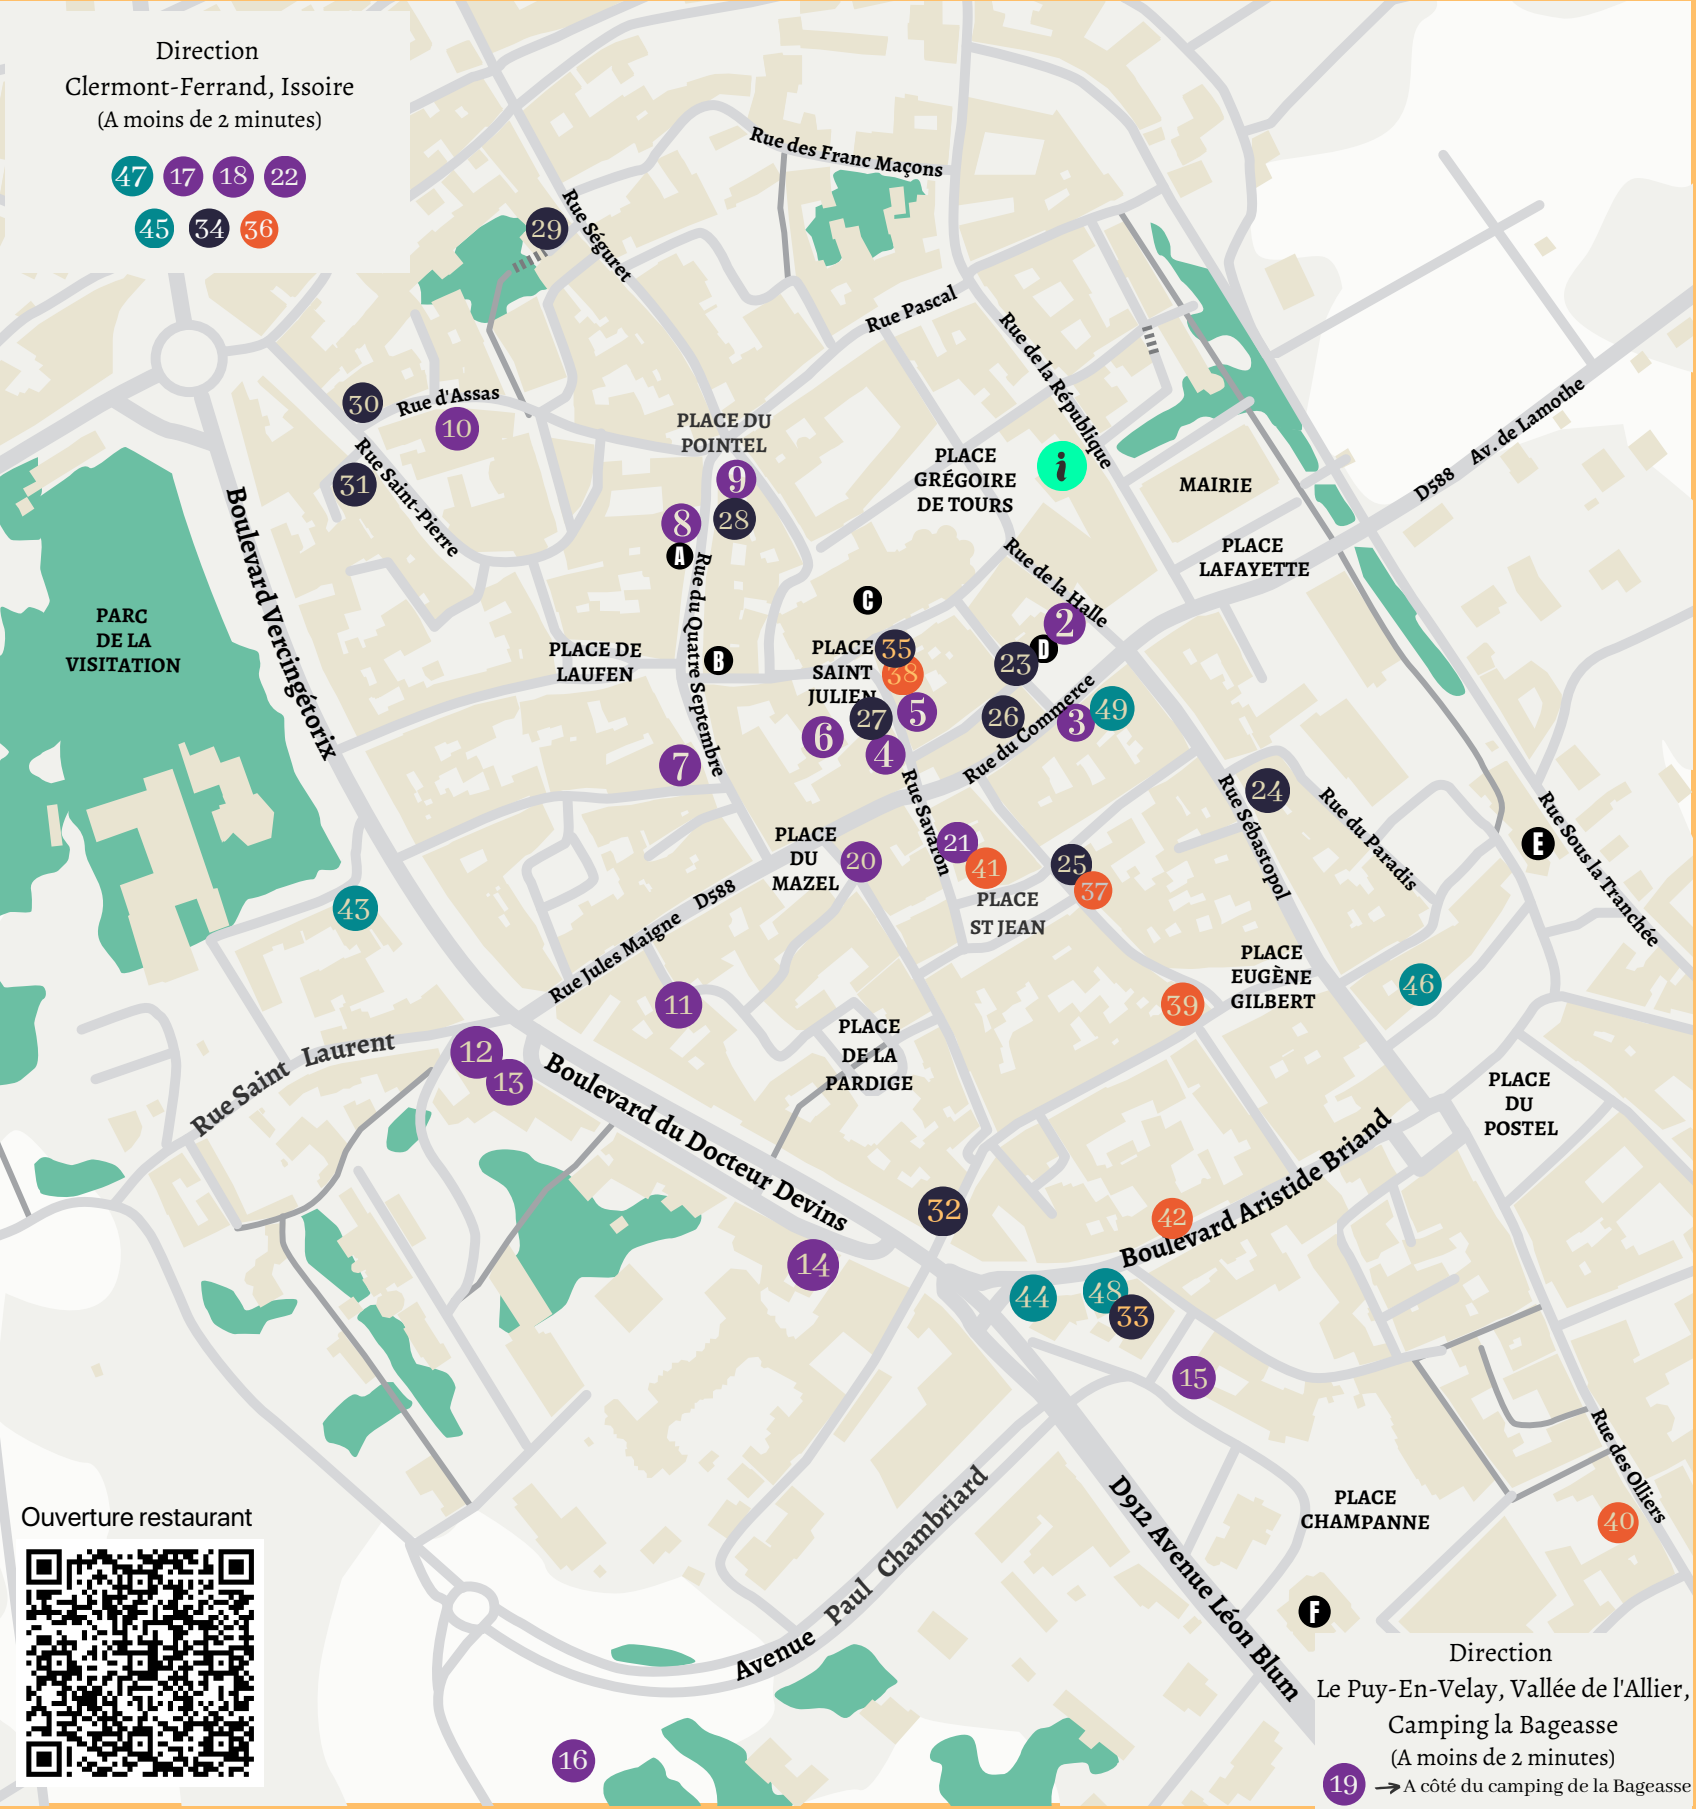 Direction
Clermont-Ferrand, Issoire
(A moins de 2 minutes)
47 17 18 22
45 34 36
Rue des Franc Maçons
29
Rue Séguret
Rue Pascal
Rue de la République
30
Rue d'Assas
10
31
Rue Saint-Pierre
PLACE DU
POINTEL
9
8
28
A
PLACE
GRÉGOIRE
DE TOURS
i
MAIRIE
D588 Av. de Lamothe
PLACE
LAFAYETTE
Boulevard Vercingétorix
Rue du Quatre Septembre
Rue de la Halle
C
2
D
PARC
DE LA
VISITATION
PLACE DE
LAUFEN
B
PLACE
SAINT
JULIEN
35
38
23
27
5
26
3
49
6
4
7
Rue du Commerce
Rue Savaron
24
Rue Sébastopol
Rue du Paradis
E
Rue Sous la Tranchée
PLACE
DU
MAZEL
20
21
41
25
37
PLACE
ST JEAN
43
Rue Jules Maigne D588
11
PLACE
EUGÈNE
GILBERT
39
46
Rue Saint Laurent
12
13
PLACE
DE LA
PARDIGE
PLACE
DU
POSTEL
Boulevard du Docteur Devins
32
14
42
Boulevard Aristide Briand
44
48
33
15
Rue des Olliers
40
PLACE
CHAMPANNE
D912 Avenue Léon Blum
Avenue Paul Chambriard
F
Ouverture restaurant
16
Direction
Le Puy-En-Velay, Vallée de l'Allier,
Camping la Bageasse
(A moins de 2 minutes)
19 → A côté du camping de la Bageasse